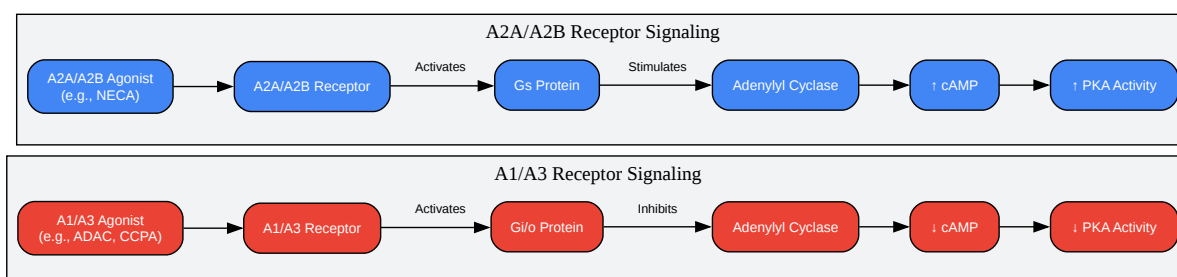 A2A/A2B Receptor Signaling
A2A/A2B Agonist
(e.g., NECA)
A2A/A2B Receptor
Activates
Gs Protein
Stimulates
Adenylyl Cyclase
↑ cAMP
↑ PKA Activity
A1/A3 Receptor Signaling
A1/A3 Agonist
(e.g., ADAC, CCPA)
A1/A3 Receptor
Activates
Gi/o Protein
Inhibits
Adenylyl Cyclase
↓ cAMP
↓ PKA Activity